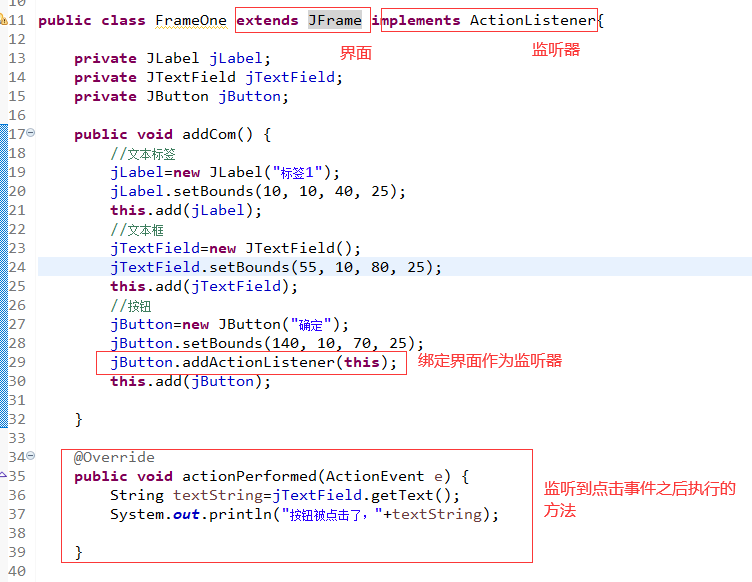 10
11 public class FrameOne extends JFrame implements ActionListener{
界面
监听器
12
13 private JLabel jLabel;
14 private JTextField jTextField;
15 private JButton jButton;
16
17 public void addCom() {
18 //文本标签
19 jLabel=new JLabel("标签1");
20 jLabel.setBounds(10, 10, 40, 25);
21 this.add(jLabel);
22 //文本框
23 jTextField=new JTextField();
24 jTextField.setBounds(55, 10, 80, 25);
25 this.add(jTextField);
26 //按钮
27 jButton=new JButton("确定");
28 jButton.setBounds(140, 10, 70, 25);
29 jButton.addActionListener(this);
绑定界面作为监听器
30 this.add(jButton);
31
32 }
33
34 @Override
35 public void actionPerformed(ActionEvent e) {
36 String textString=jTextField.getText();
37 System.out.println("按钮被点击了，"+textString);
监听到点击事件之后执行的
方法
38
39 }
40